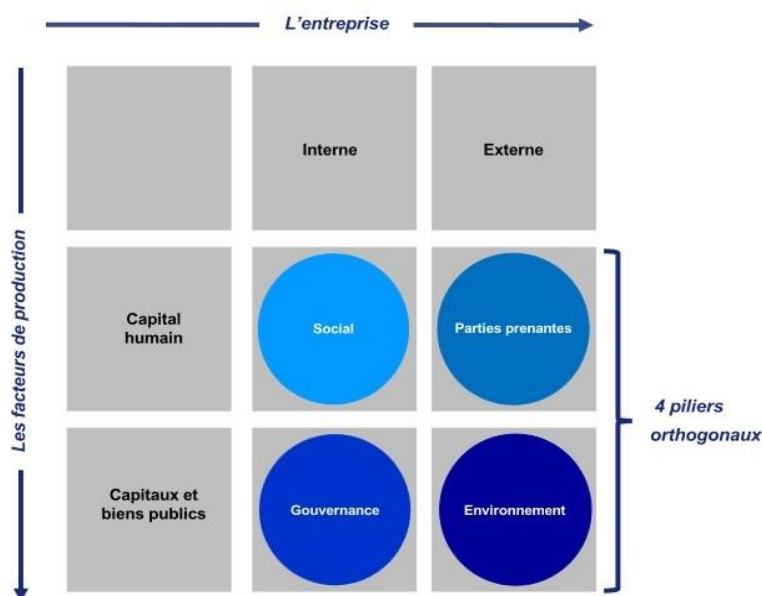 L'entreprise
Interne
Externe
Les facteurs de production
Capital
humain
Social
Parties prenantes
4 piliers
orthogonaux
Capitaux et
biens publics
Gouvernance
Environnement